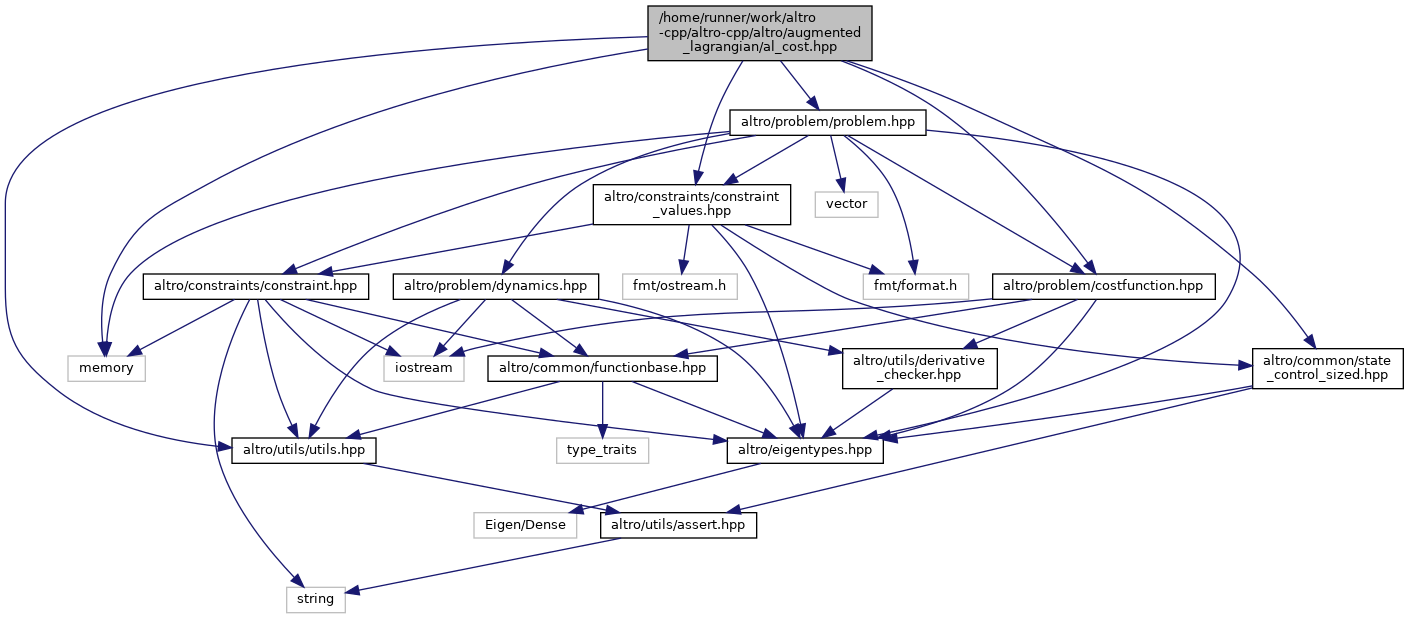 /home/runner/work/altro
-cpp/altro-cpp/altro/augmented
_lagrangian/al_cost.hpp
altro/problem/problem.hpp
altro/constraints/constraint
_values.hpp
vector
altro/constraints/constraint.hpp
altro/problem/dynamics.hpp
fmt/ostream.h
fmt/format.h
altro/problem/costfunction.hpp
memory
iostream
altro/common/functionbase.hpp
altro/utils/derivative
_checker.hpp
altro/common/state
_control_sized.hpp
altro/utils/utils.hpp
type_traits
altro/eigentypes.hpp
Eigen/Dense
altro/utils/assert.hpp
string